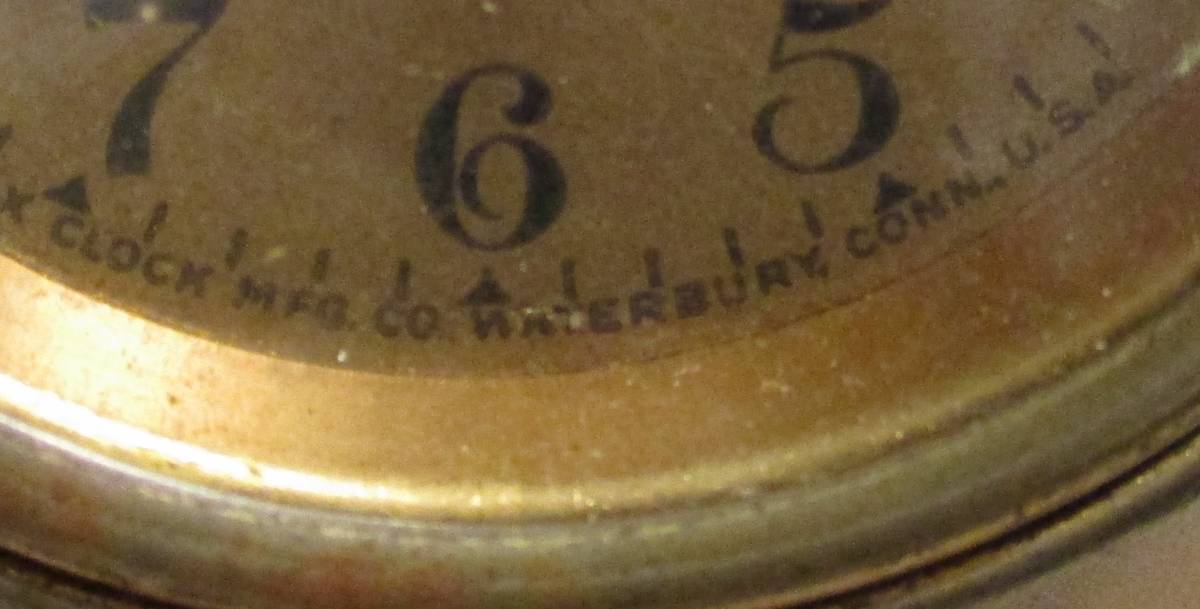 7 6 5
CLOCK MFG. CO. WATERBURY, CONN., U.S.A.